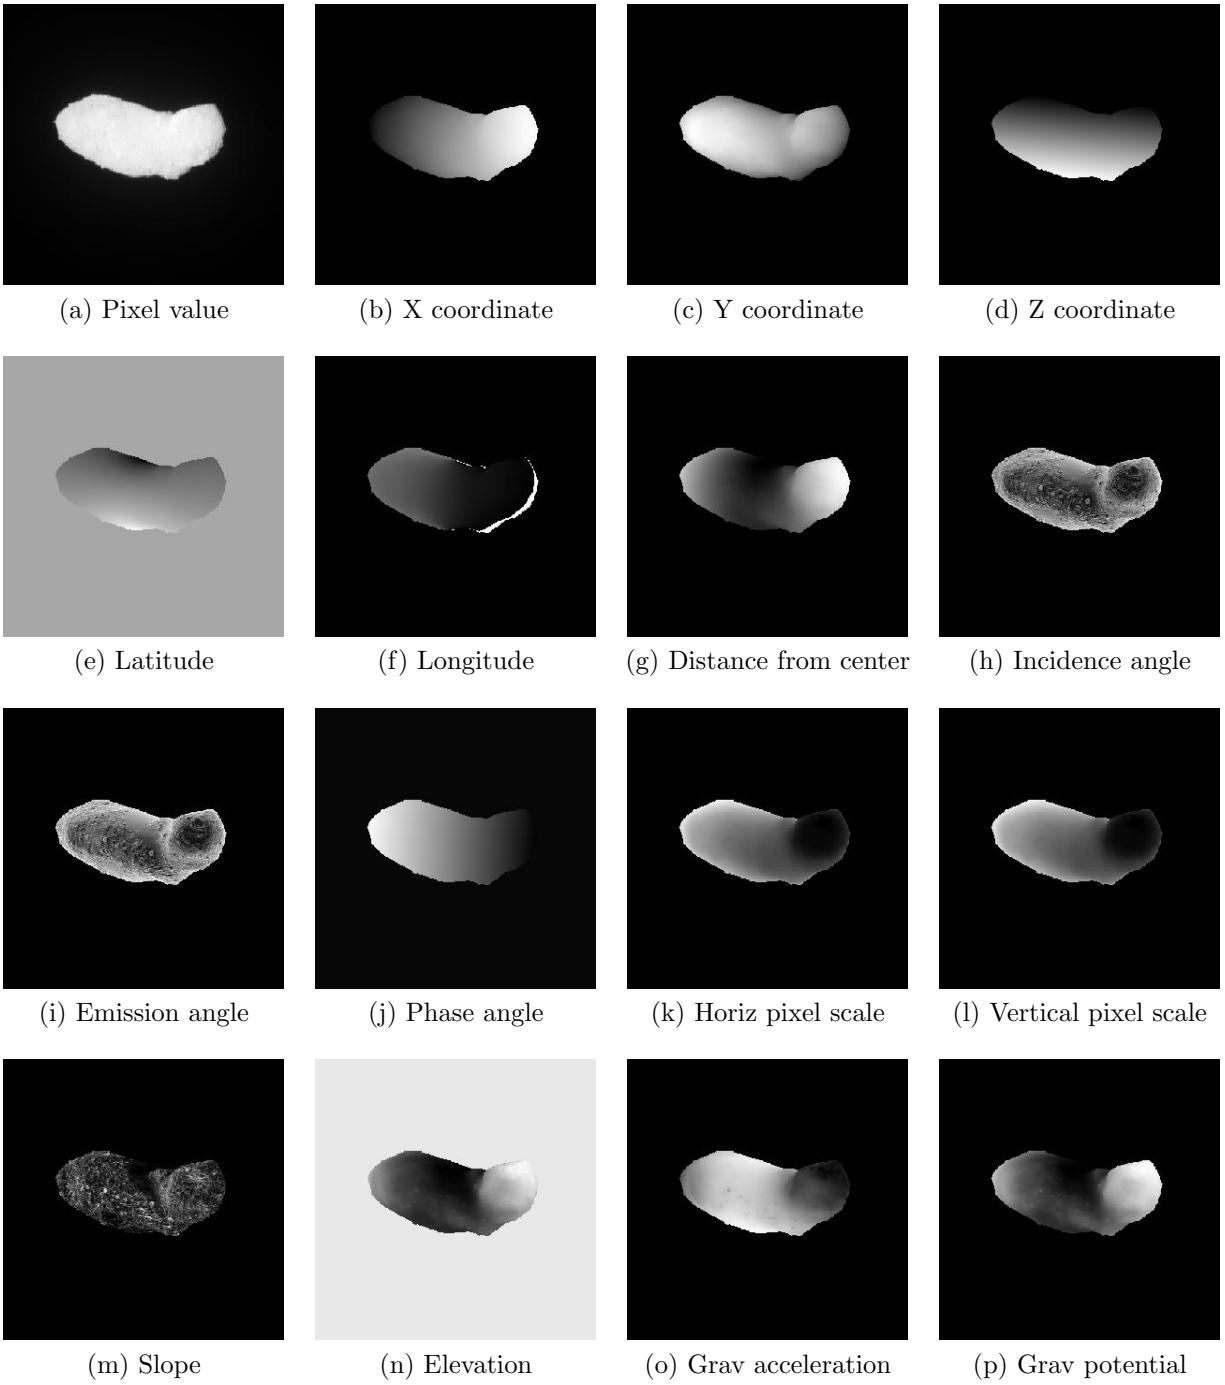 (a) Pixel value
(b) X coordinate
(c) Y coordinate
(d) Z coordinate
(e) Latitude
(f) Longitude
(g) Distance from center
(h) Incidence angle
(i) Emission angle
(j) Phase angle
(k) Horiz pixel scale
(l) Vertical pixel scale
(m) Slope
(n) Elevation
(o) Grav acceleration
(p) Grav potential